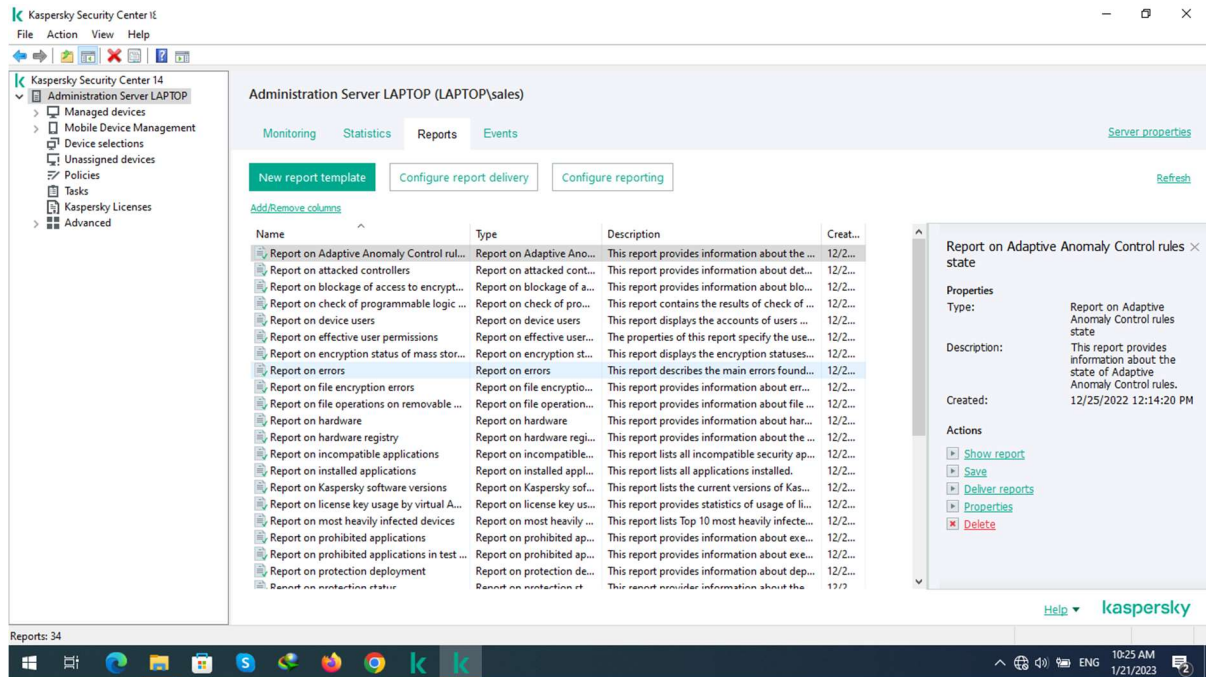 Kaspersky Security Center 1
File Action View Help
Kaspersky Security Center 14
Administration Server LAPTOP
Managed devices
Mobile Device Management
Device selections
Unassigned devices
Policies
Tasks
Kaspersky Licenses
Advanced
Administration Server LAPTOP (LAPTOP\sales)
Monitoring Statistics Reports Events
Server properties
New report template Configure report delivery Configure reporting
Refresh
Add/Remove columns
Name Type Description Creat...
Report on Adaptive Anomaly Control rul... Report on Adaptive Ano... This report provides information about the ... 12/2...
Report on attacked controllers Report on attacked cont... This report provides information about det... 12/2...
Report on blockage of access to encrypt... Report on blockage of a... This report provides information about blo... 12/2...
Report on check of programmable logic ... Report on check of pro... This report contains the results of check of ... 12/2...
Report on device users Report on device users This report displays the accounts of users ... 12/2...
Report on effective user permissions Report on effective user... The properties of this report specify the use... 12/2...
Report on encryption status of mass stor... Report on encryption st... This report displays the encryption statuses... 12/2...
Report on errors Report on errors This report describes the main errors found... 12/2...
Report on file encryption errors Report on file encryptio... This report provides information about err... 12/2...
Report on file operations on removable ... Report on file operation... This report provides information about file ... 12/2...
Report on hardware Report on hardware This report provides information about har... 12/2...
Report on hardware registry Report on hardware regi... This report provides information about the ... 12/2...
Report on incompatible applications Report on incompatible... This report lists all incompatible security ap... 12/2...
Report on installed applications Report on installed appl... This report lists all applications installed. 12/2...
Report on Kaspersky software versions Report on Kaspersky sof... This report lists the current versions of Kas... 12/2...
Report on license key usage by virtual A... Report on license key us... This report provides statistics of usage of li... 12/2...
Report on most heavily infected devices Report on most heavily ... This report lists Top 10 most heavily infecte... 12/2...
Report on prohibited applications Report on prohibited ap... This report provides information about exe... 12/2...
Report on prohibited applications in test ... Report on prohibited ap... This report provides information about exe... 12/2...
Report on protection deployment Report on protection de... This report provides information about dep... 12/2...
Report on protection status Report on protection st... This report provides information about the ... 12/2...
Report on Adaptive Anomaly Control rules
state
Properties
Type: Report on Adaptive
Anomaly Control rules
state
Description: This report provides
information about the
state of Adaptive
Anomaly Control rules.
Created: 12/25/2022 12:14:20 PM
Actions
Show report
Save
Deliver reports
Properties
Delete
Help kaspersky
Reports: 34
ENG
10:25 AM
1/21/2023
2